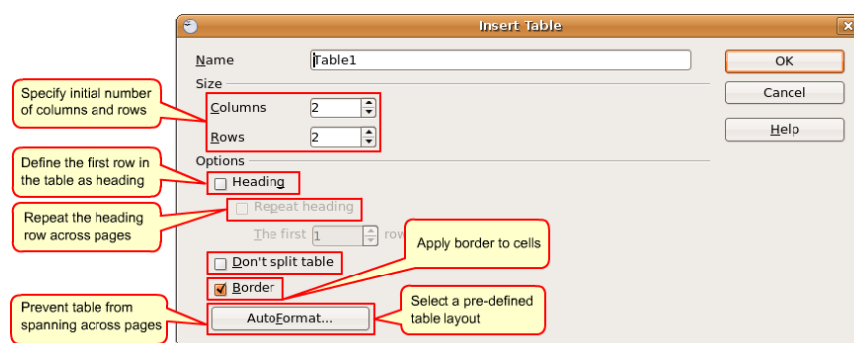 Insert Table
Name
Table1
OK
Size
Cancel
Specify initial number
of columns and rows
Columns
2
Rows
2
Help
Options
Define the first row in
the table as heading
Heading
Repeat the heading
row across pages
Repeat heading
The first
1
row
Apply border to cells
Don't split table
Border
Prevent table from
spanning across pages
AutoFormat...
Select a pre-defined
table layout